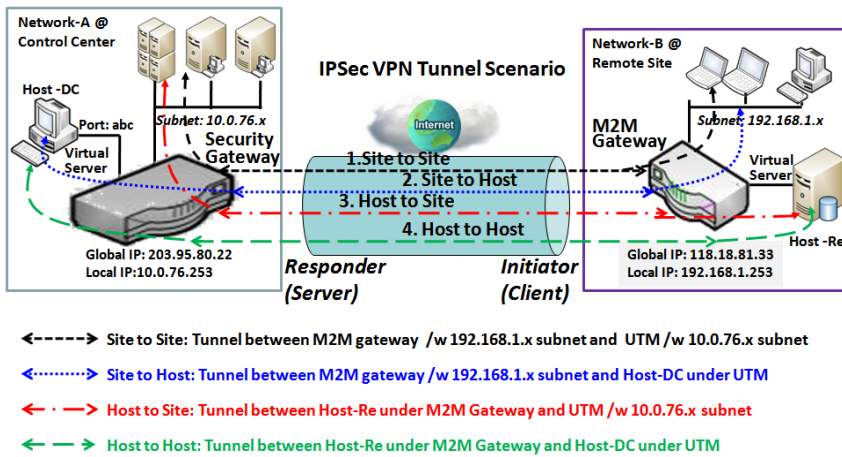 Network-A @
Control Center
Host -DC
Port: abc
Virtual
Server
Subnet: 10.0.76.x
Security
Gateway
Global IP: 203.95.80.22
Local IP:10.0.76.253
IPSec VPN Tunnel Scenario
Internet
1.Site to Site
2. Site to Host
3. Host to Site
4. Host to Host
Responder
(Server)
Initiator
(Client)
Network-B @
Remote Site
Subnet: 192.168.1.x
M2M
Gateway
Virtual
Server
Host -Re
Global IP: 118.18.81.33
Local IP: 192.168.1.253
Site to Site: Tunnel between M2M gateway /w 192.168.1.x subnet and UTM /w 10.0.76.x subnet
Site to Host: Tunnel between M2M gateway /w 192.168.1.x subnet and Host-DC under UTM
Host to Site: Tunnel between Host-Re under M2M Gateway and UTM /w 10.0.76.x subnet
Host to Host: Tunnel between Host-Re under M2M Gateway and Host-DC under UTM